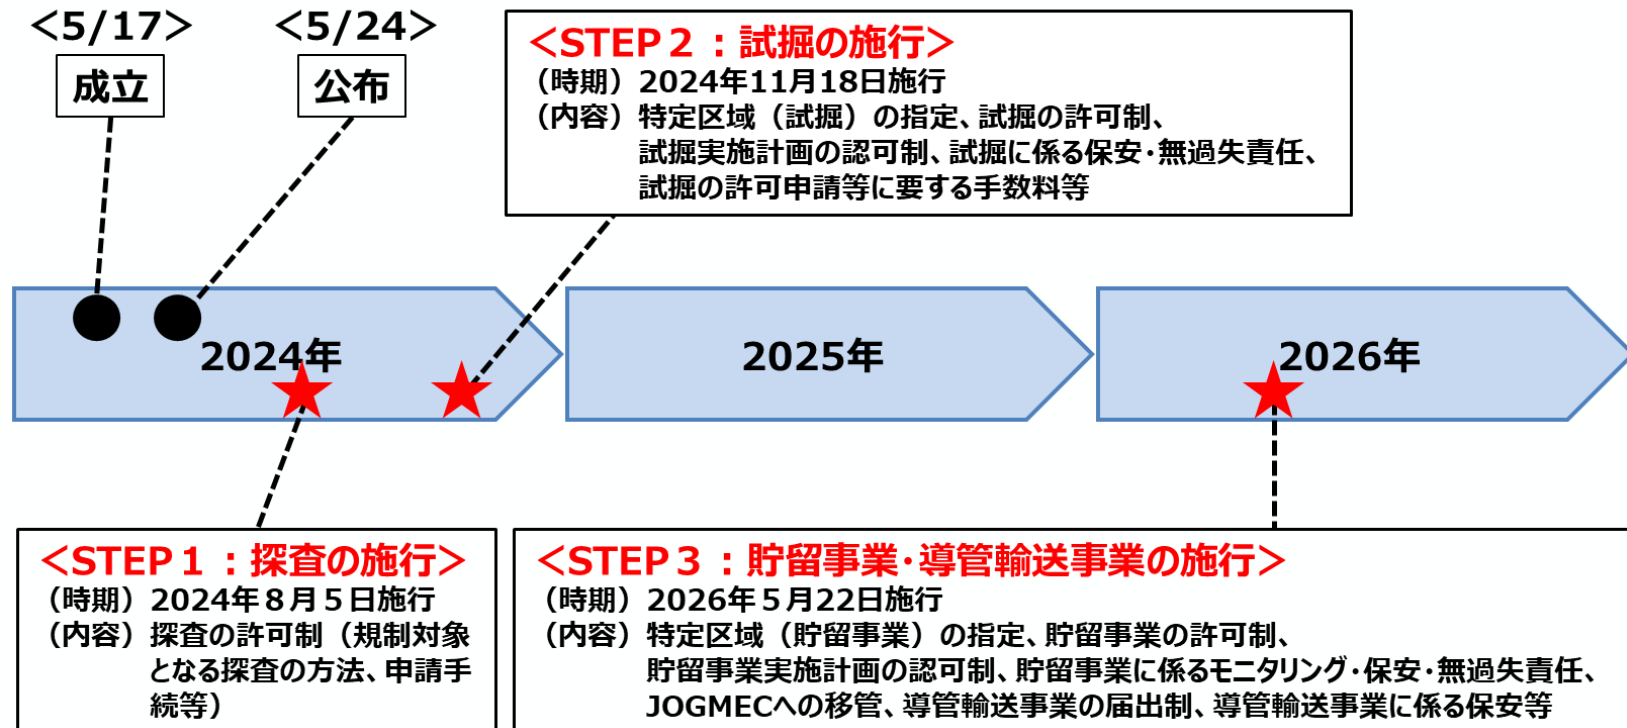 <5/17>
成立
<5/24>
公布
<STEP2:試掘の施行>
(時期)2024年11月18日施行
(内容)特定区域(試掘)の指定、試掘の許可制、
試掘実施計画の認可制、試掘に係る保安・無過失責任、
試掘の許可申請等に要する手数料等
2024年
2025年
2026年
<STEP1:探査の施行>
(時期)2024年8月5日施行
(内容)探査の許可制(規制対象
となる探査の方法、申請手
続等)
<STEP3:貯留事業・導管輸送事業の施行>
(時期)2026年5月22日施行
(内容)特定区域(貯留事業)の指定、貯留事業の許可制、
貯留事業実施計画の認可制、貯留事業に係るモニタリング・保安・無過失責任、
JOGMECへの移管、導管輸送事業の届出制、導管輸送事業に係る保安等